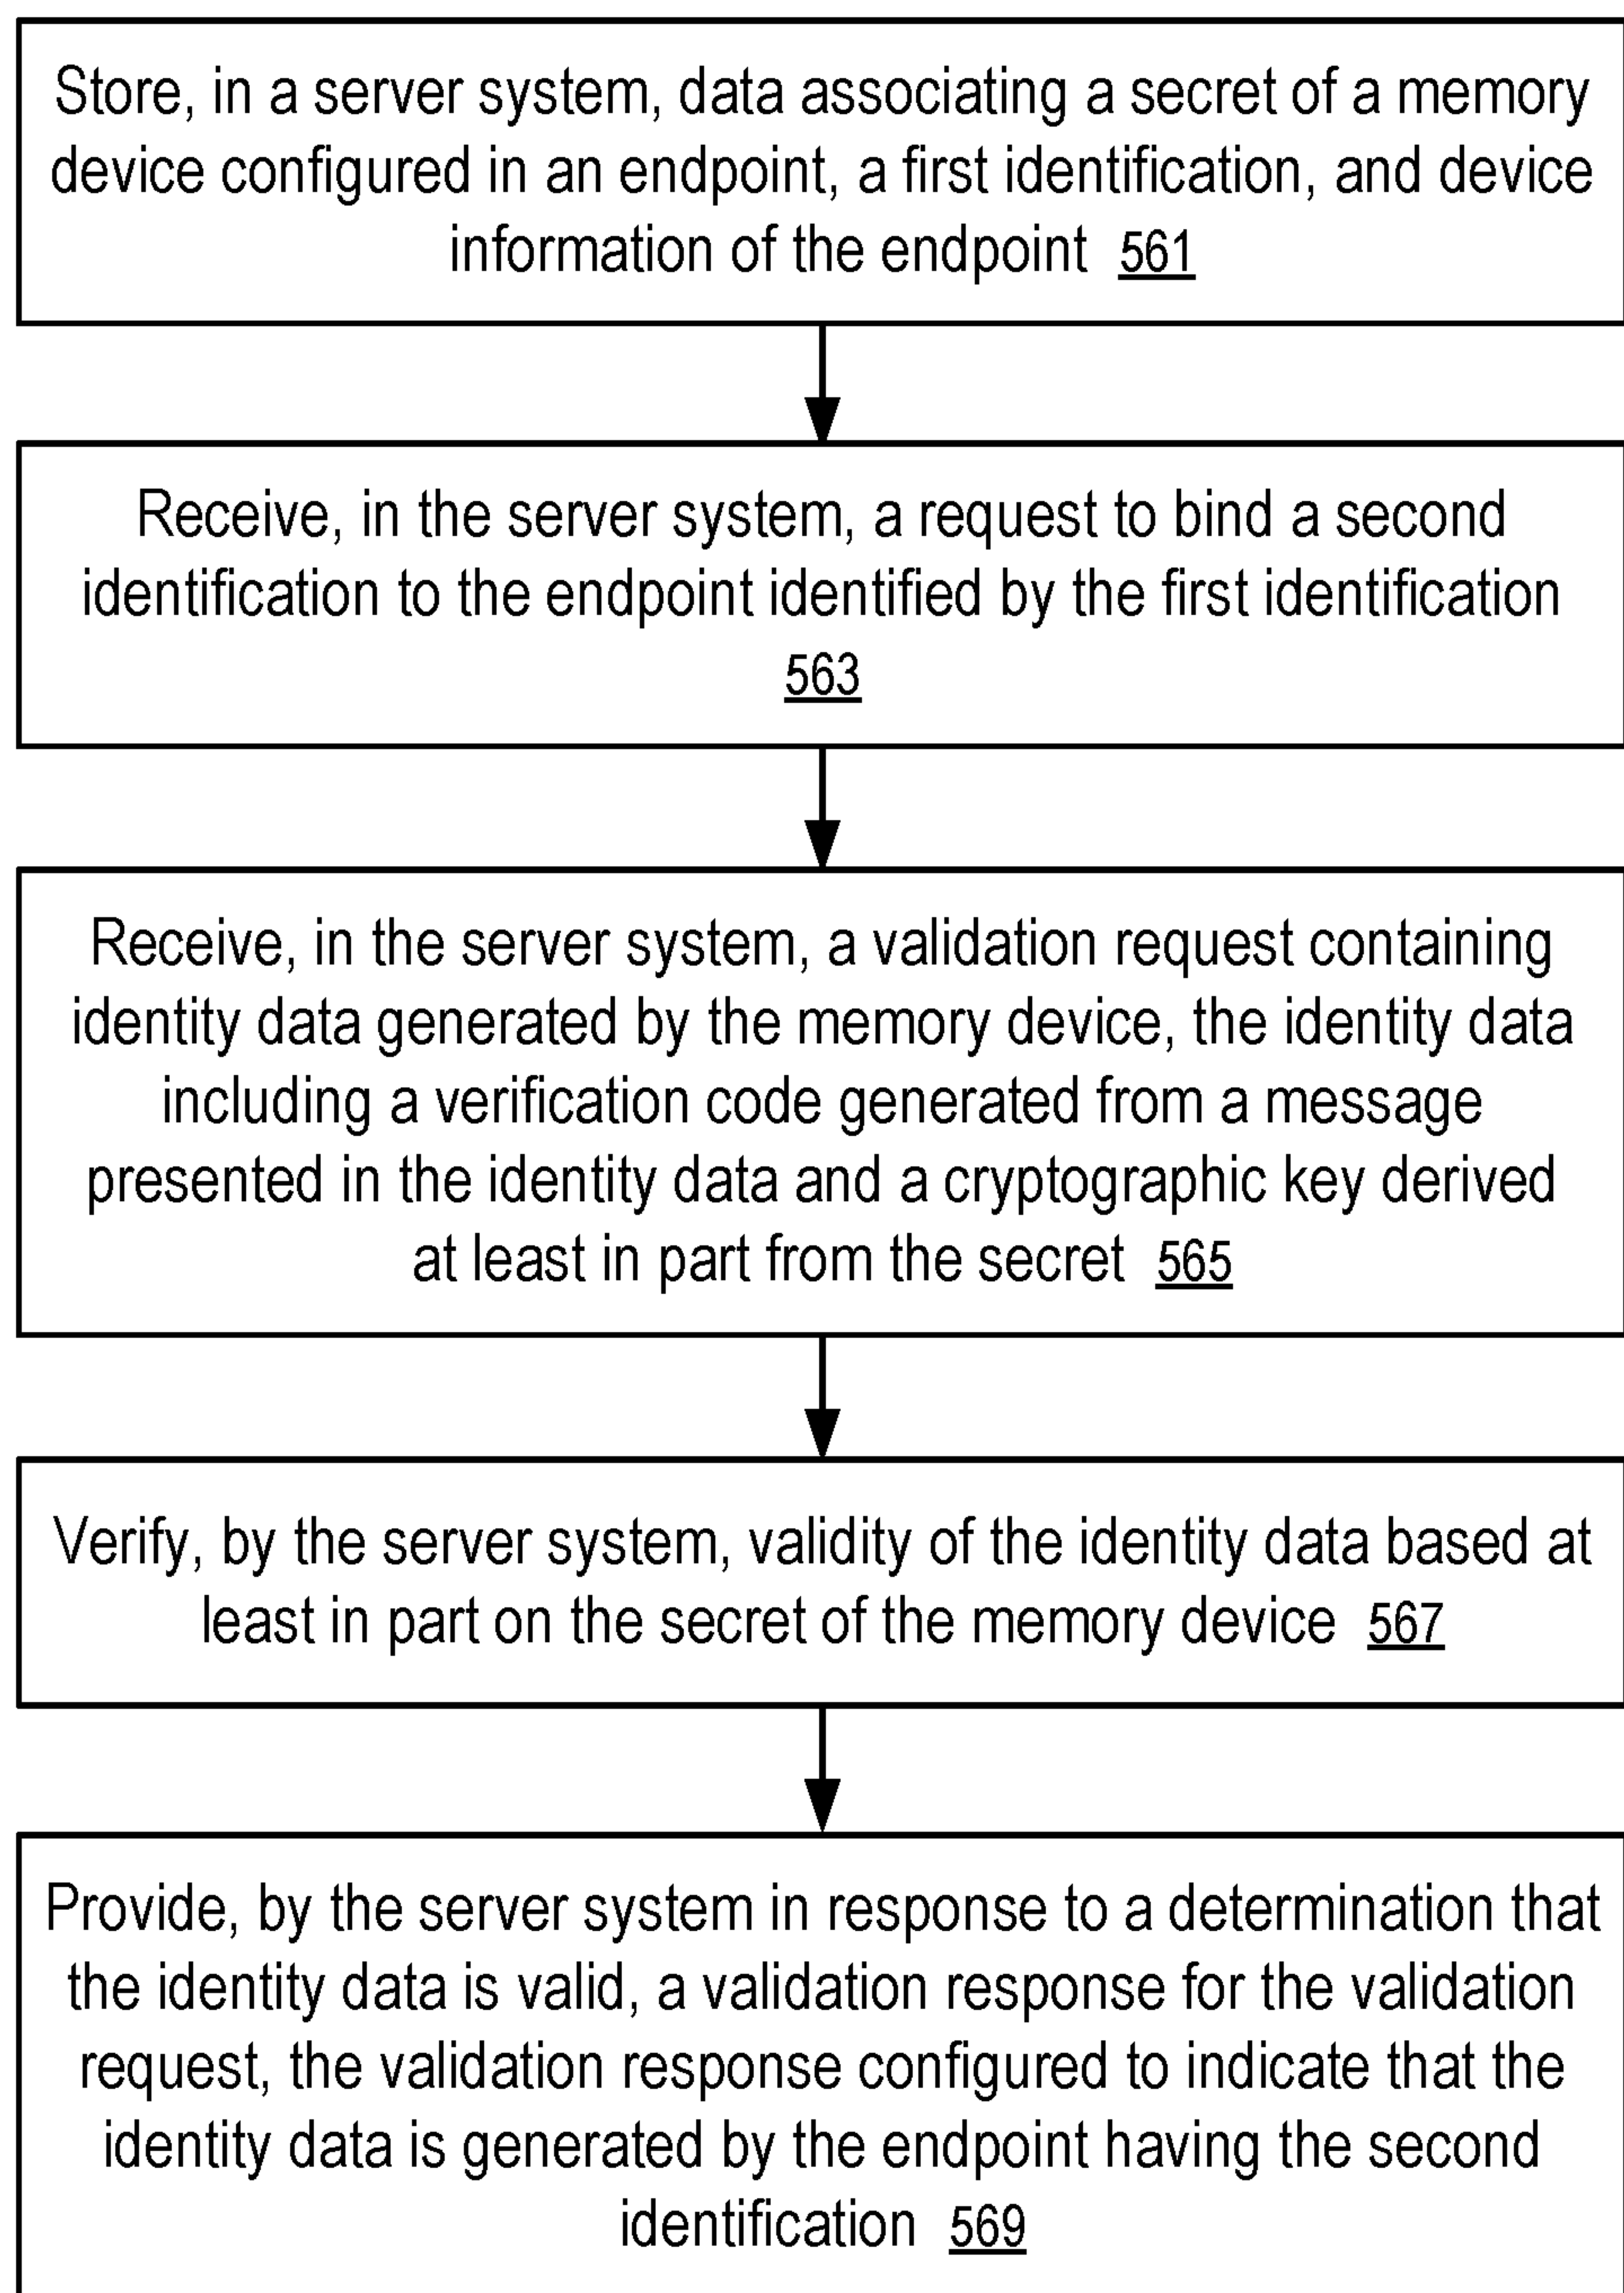 Store, in a server system, data associating a secret of a memory
device configured in an endpoint, a first identification, and device
information of the endpoint 561
Receive, in the server system, a request to bind a second
identification to the endpoint identified by the first identification
563
Receive, in the server system, a validation request containing
identity data generated by the memory device, the identity data
including a verification code generated from a message
presented in the identity data and a cryptographic key derived
at least in part from the secret 565
Verify, by the server system, validity of the identity data based at
least in part on the secret of the memory device 567
Provide, by the server system in response to a determination that
the identity data is valid, a validation response for the validation
request, the validation response configured to indicate that the
identity data is generated by the endpoint having the second
identification 569